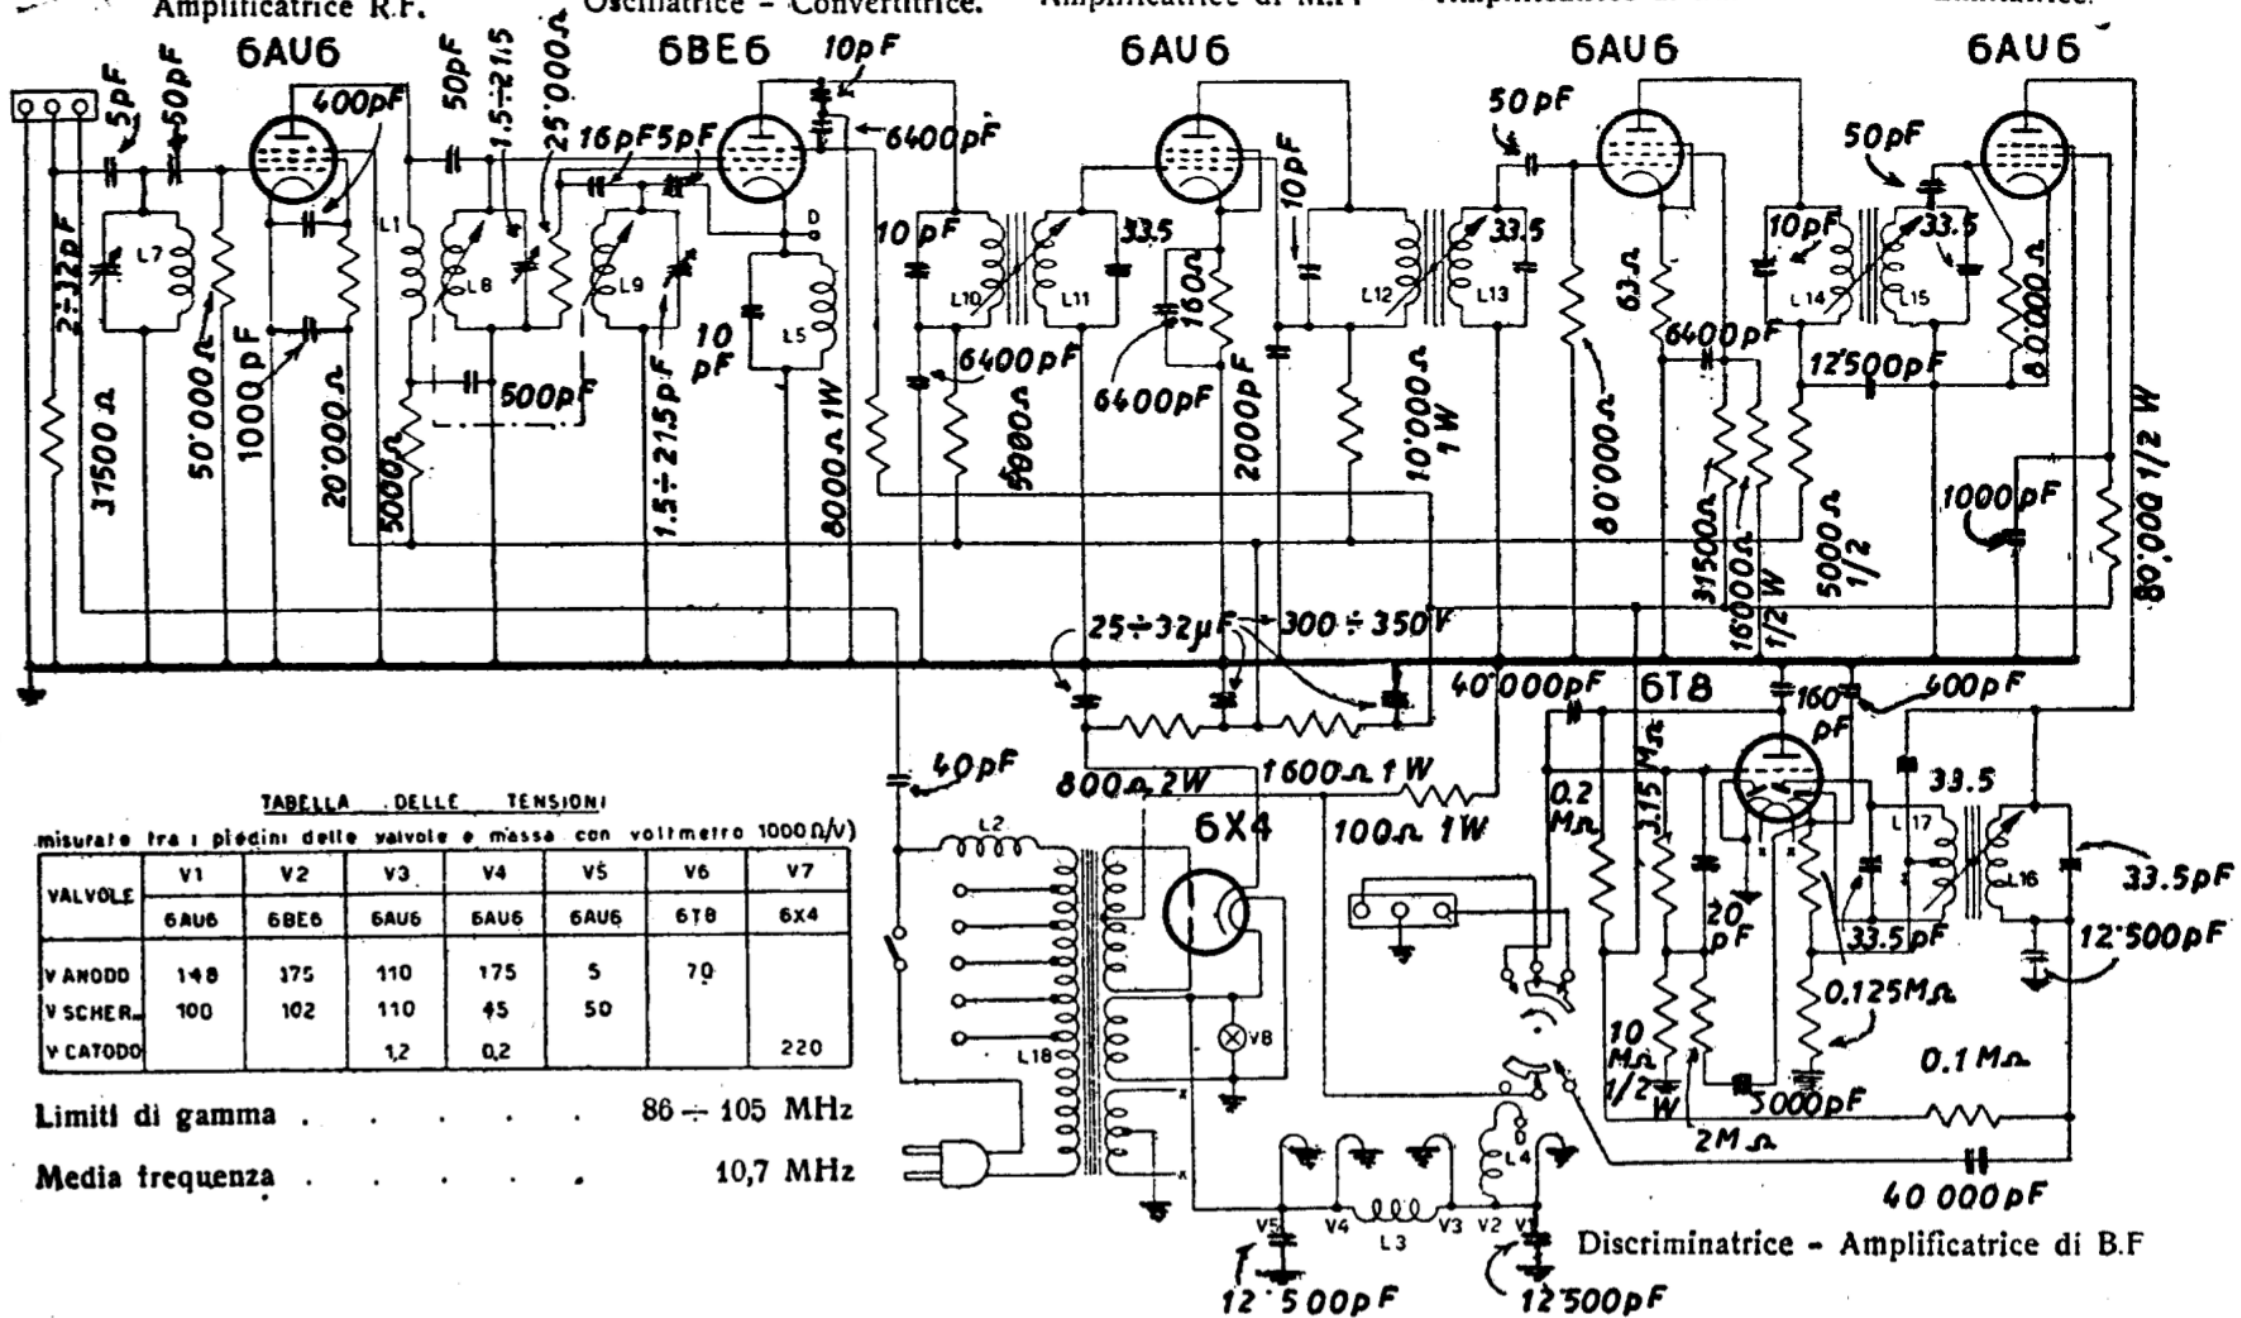 Amplificatrice R.F.
Oscillatrice - Convertitrice.
Amplificatrice di M.F.
6AU6
6BE6
6AU6
6AU6
6AU6
5pF
50pF
400pF
50pF
1.5÷21.5
25'000Ω
16pF
5pF
10pF
6400pF
10pF
50pF
50pF
2÷32pF
L7
L1
L8
L9
D
10pF
L10
L11
33.5
160Ω
L12
L13
33.5
63Ω
10pF
L14
L15
33.5
80.000Ω
31500Ω
50'000Ω
1000pF
20'000Ω
5000Ω
500pF
1.5÷21.5pF
10
pF
L5
8000Ω 1W
6400pF
5000Ω
6400pF
2000pF
10'000Ω
1W
80'000Ω
6400pF
31500Ω
16000Ω
1/2 W
5000Ω
1/2
12'500pF
1000pF
80'000 1/2 W
25÷32µF
300÷350V
800Ω 2W
1600Ω 1W
100Ω 1W
40'000pF
6T8
160
pF
400pF
40pF
L2
L18
6X4
V8
x
x
0.2
MΩ
3.15 MΩ
20
pF
10
MΩ
1/2
W
2MΩ
5000pF
x
x
33.5
L17
L16
33.5pF
33.5pF
12'500pF
0.125MΩ
0.1MΩ
40000pF
D
L4
V5
V4
L3
V3
V2
V1
12'500pF
12'500pF
Discriminatrice - Amplificatrice di B.F
TABELLA DELLE TENSIONI
misurate tra i piedini delle valvole e massa con voltmetro 1000Ω/V)
VALVOLE V1 V2 V3 V4 V5 V6 V7
6AU6 6BE6 6AU6 6AU6 6AU6 6T8 6X4
V ANODO 148 175 110 175 5 70
V SCHER. 100 102 110 45 50
V CATODO 1,2 0,2 220
Limiti di gamma . . . . . 86÷105 MHz
Media frequenza . . . . . 10,7 MHz